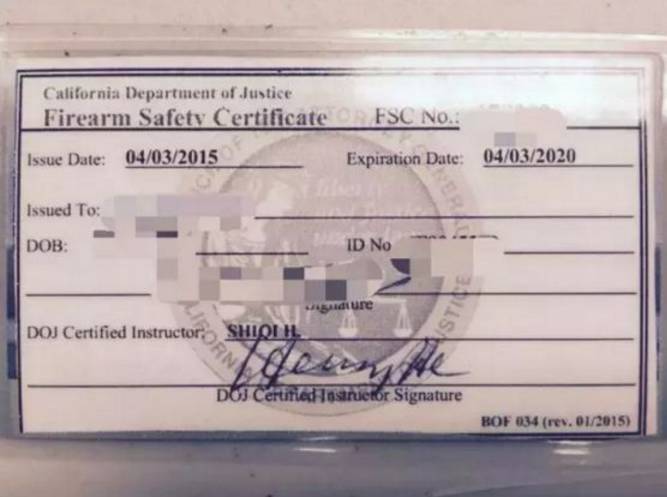 California Department of Justice
Firearm Safety Certificate FSC No.:
Issue Date: 04/03/2015 Expiration Date: 04/03/2020
Issued To:
DOB: ID No
Signature
DOJ Certified Instructor: SHIQI H.
Henry He
DOJ Certified Instructor Signature
BOF 034 (rev. 01/2015)